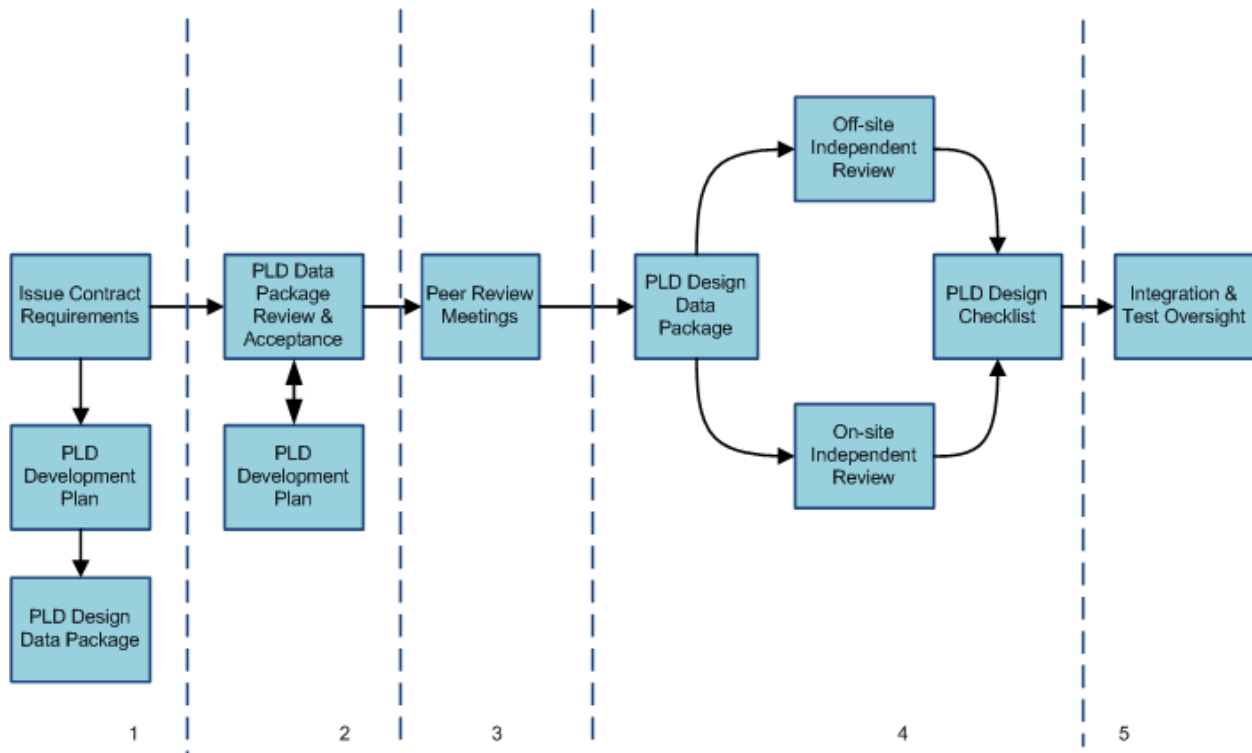 Issue Contract
Requirements
PLD
Development
Plan
PLD Design
Data Package
PLD Data
Package
Review &
Acceptance
PLD
Development
Plan
Peer Review
Meetings
PLD Design
Data
Package
Off-site
Independent
Review
On-site
Independent
Review
PLD Design
Checklist
Integration &
Test Oversight
1
2
3
4
5